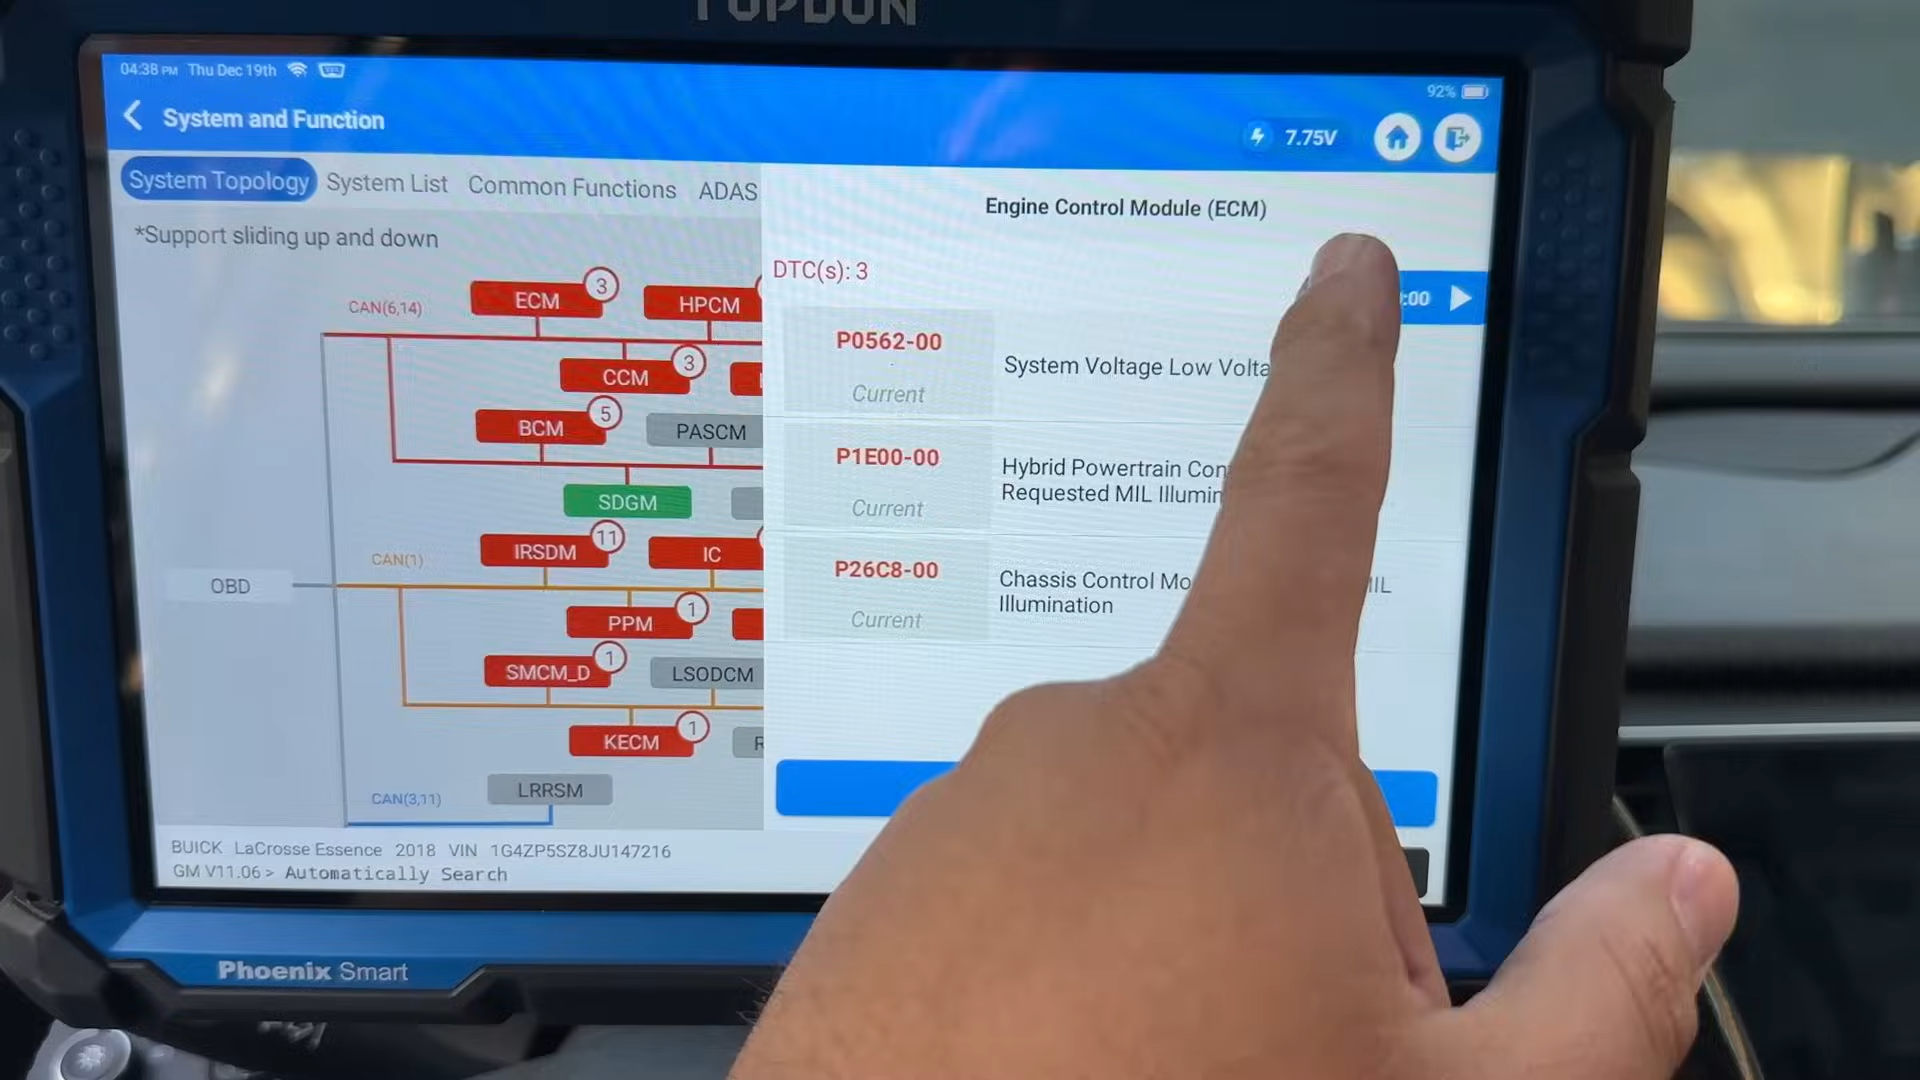 TOPDON
04:38 PM Thu Dec 19th
92%
System and Function
7.75V
System Topology System List Common Functions ADAS
*Support sliding up and down
CAN(6,14)
ECM 3
HPCM
CCM 3
BCM 5
PASCM
SDGM
CAN(1)
IRSDM 11
IC
OBD
PPM 1
SMCM_D 1
LSODCM
KECM 1
CAN(3,11)
LRRSM
Engine Control Module (ECM)
DTC(s): 3
:00
P0562-00
Current
System Voltage Low Volta
P1E00-00
Current
Hybrid Powertrain Con
Requested MIL Illumin
P26C8-00
Current
Chassis Control Mo MIL
Illumination
BUICK LaCrosse Essence 2018 VIN 1G4ZP5SZ8JU147216
GM V11.06 > Automatically Search
Phoenix Smart